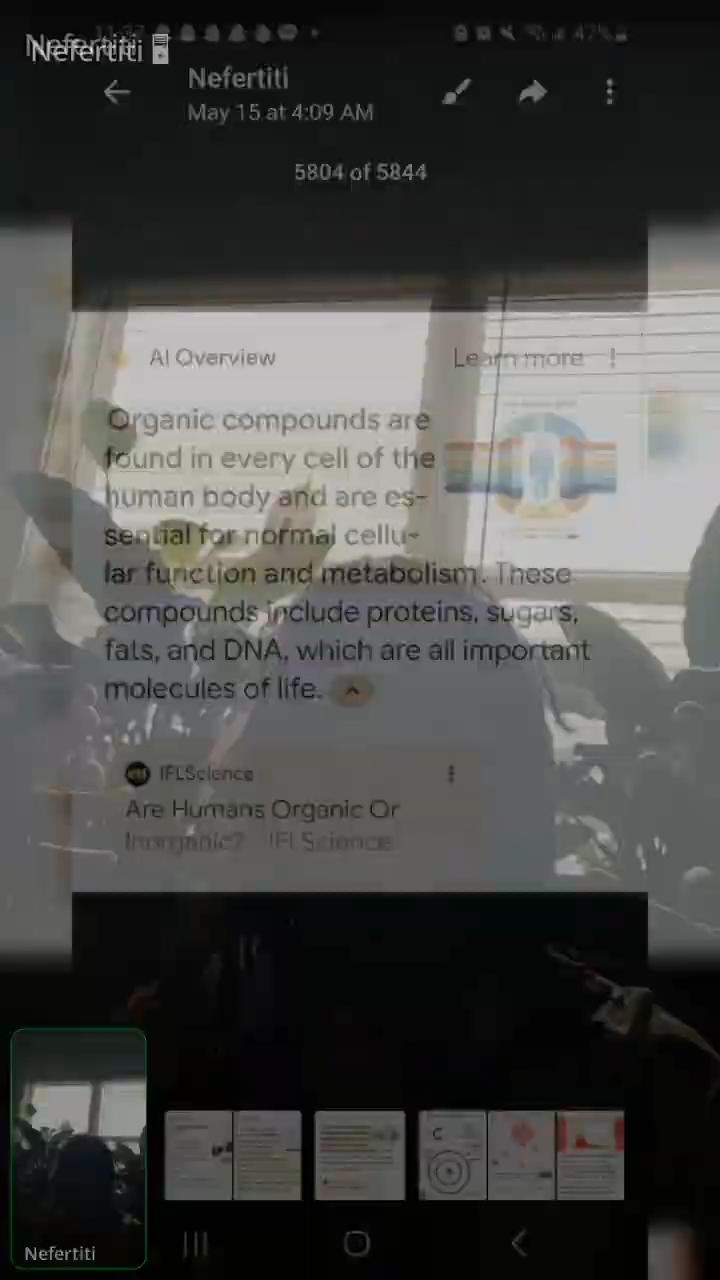 Nefertiti
Nefertiti
Nefertiti
May 15 at 4:09 AM
5804 of 5844
AI Overview
Learn more
Organic compounds are
found in every cell of the
human body and are es-
sential for normal cellu-
lar function and metabolism. These
compounds include proteins, sugars,
fats, and DNA, which are all important
molecules of life.
IFLScience
Are Humans Organic Or
Inorganic? IFLScience
Nefertiti